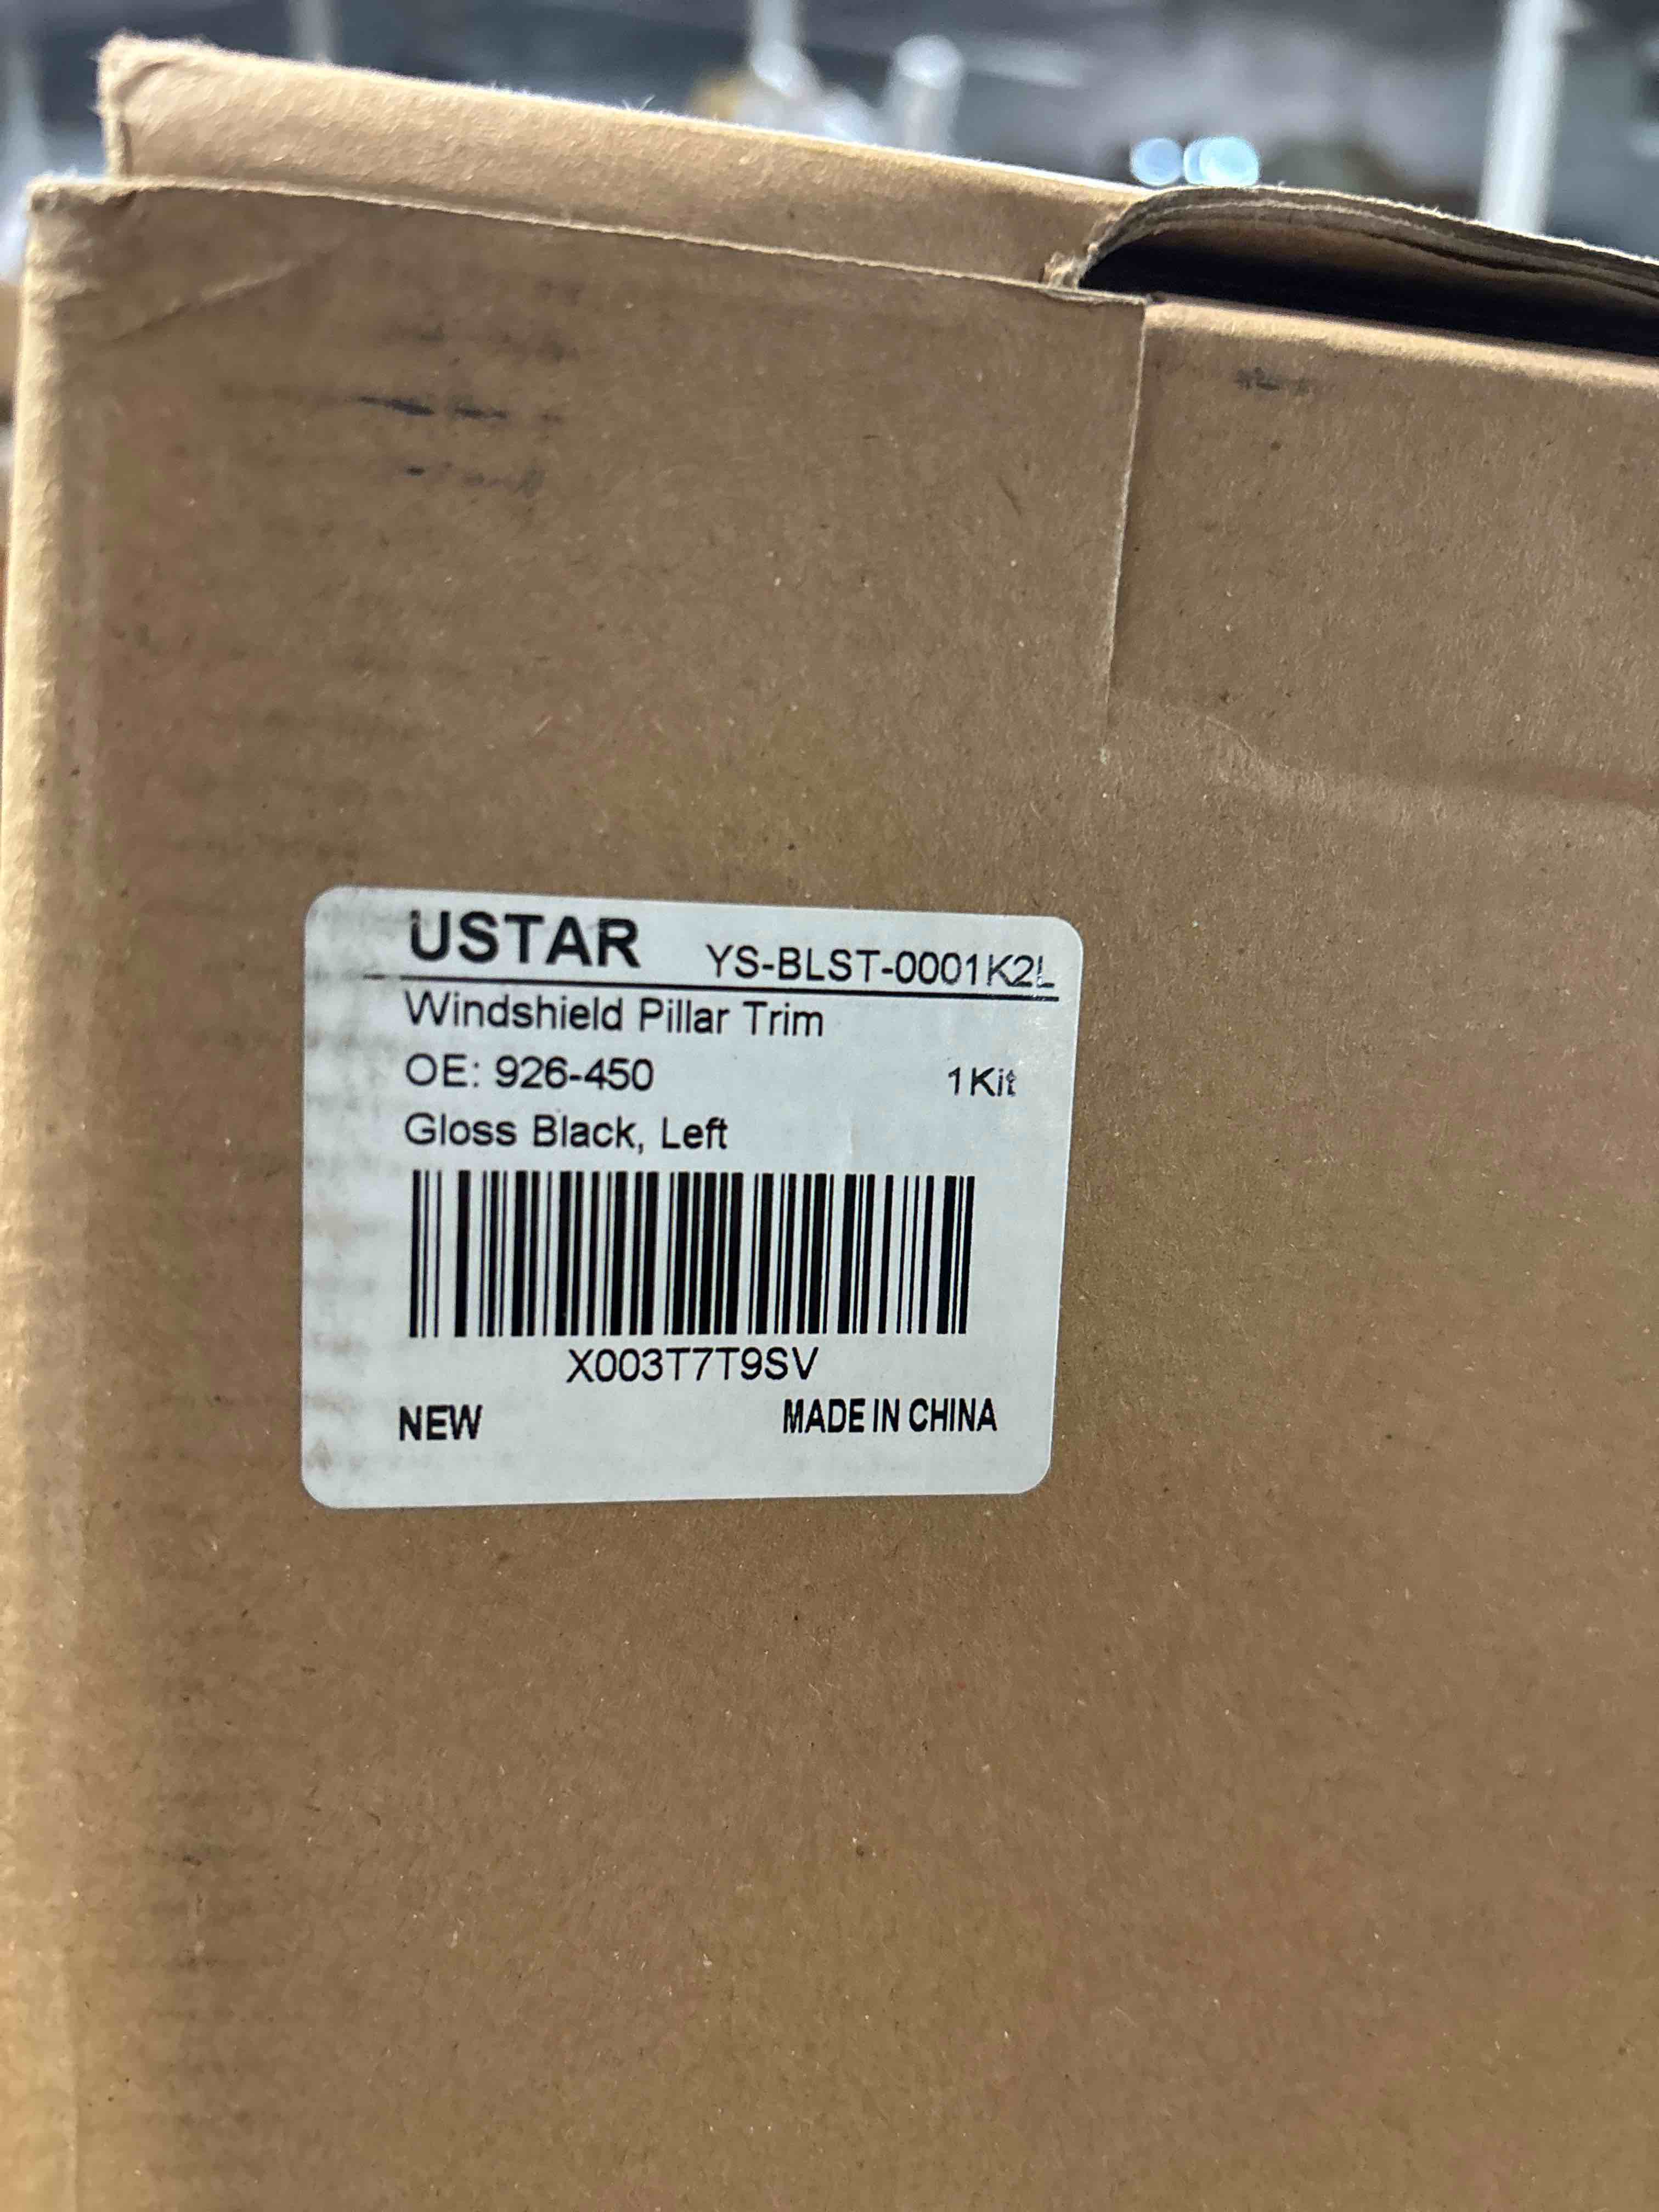 USTAR YS-BLST-0001K2L
Windshield Pillar Trim
OE: 926-450 1Kit
Gloss Black, Left
X003T7T9SV
NEW MADE IN CHINA